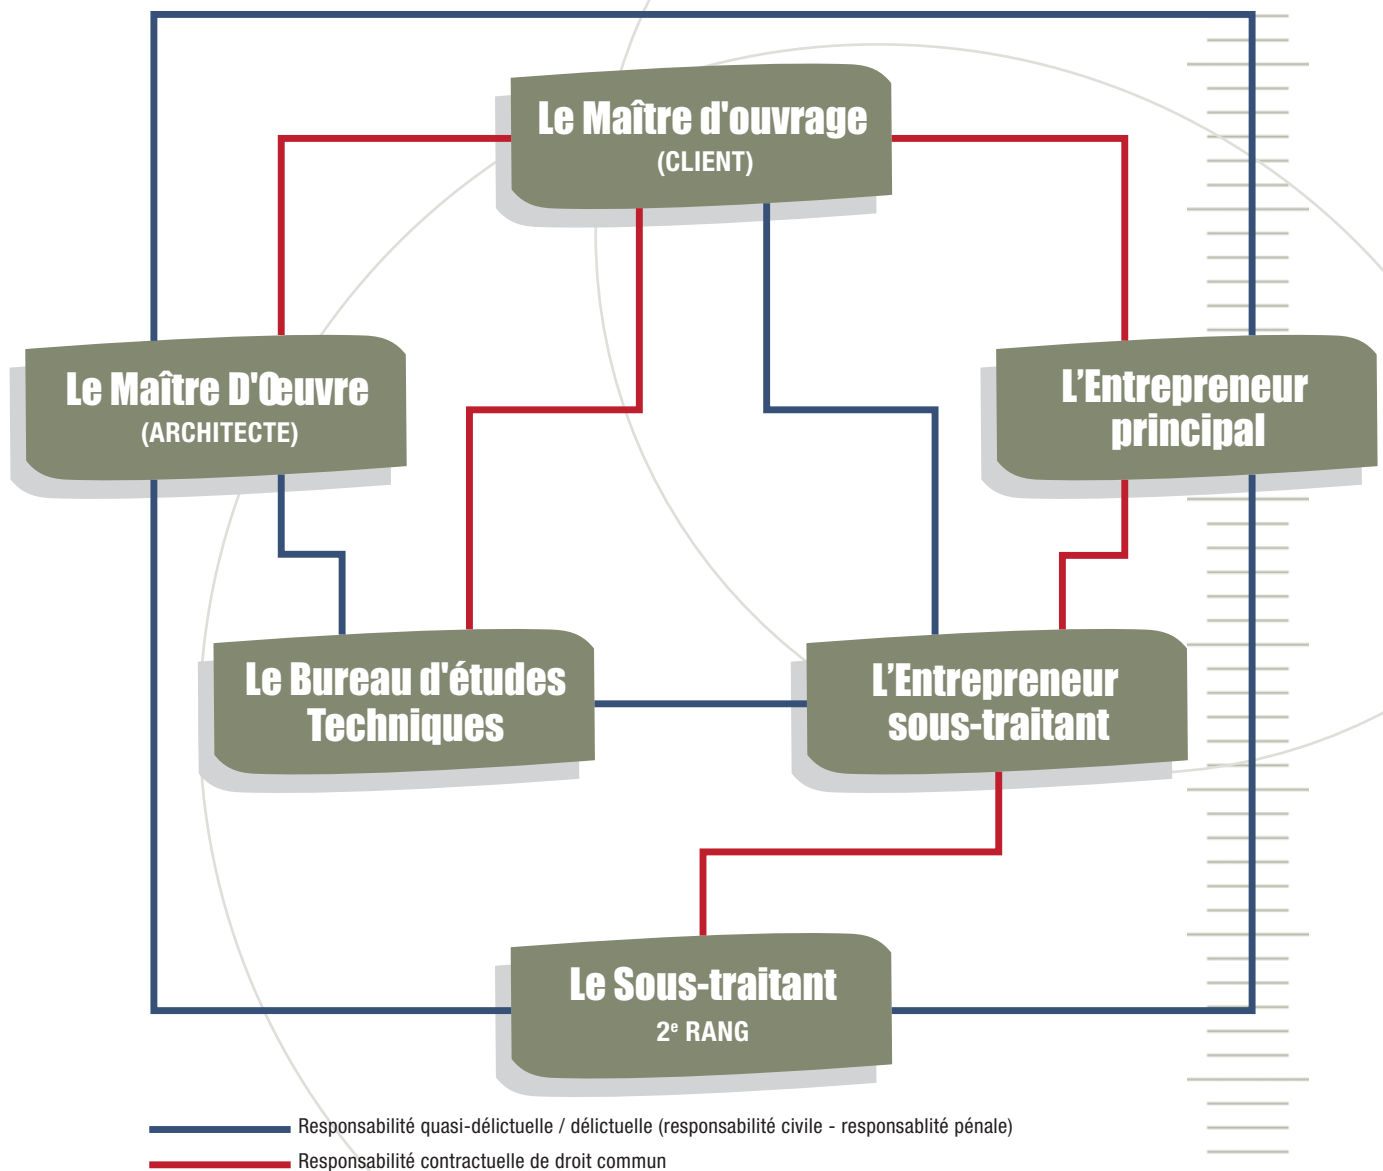 Le Maître d'ouvrage
(CLIENT)
Le Maître D'Œuvre
(ARCHITECTE)
L'Entrepreneur
principal
Le Bureau d'études
Techniques
L'Entrepreneur
sous-traitant
Le Sous-traitant
2e RANG
Responsabilité quasi-délictuelle / délictuelle (responsabilité civile - responsablité pénale)
Responsabilité contractuelle de droit commun